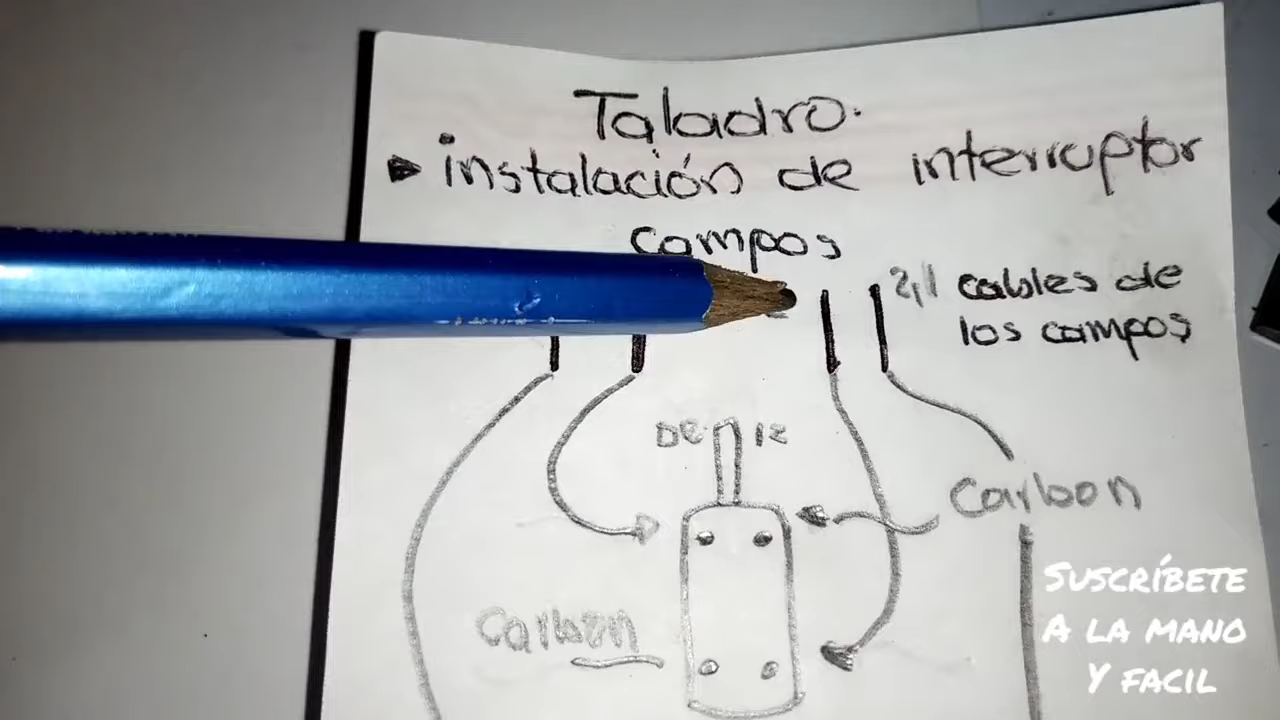 Taladro.
instalación de interruptor
campos
2,1 cables de
los campos
De iz
Carbon
Carbon
SUSCRÍBETE
A LA MANO
Y FACIL